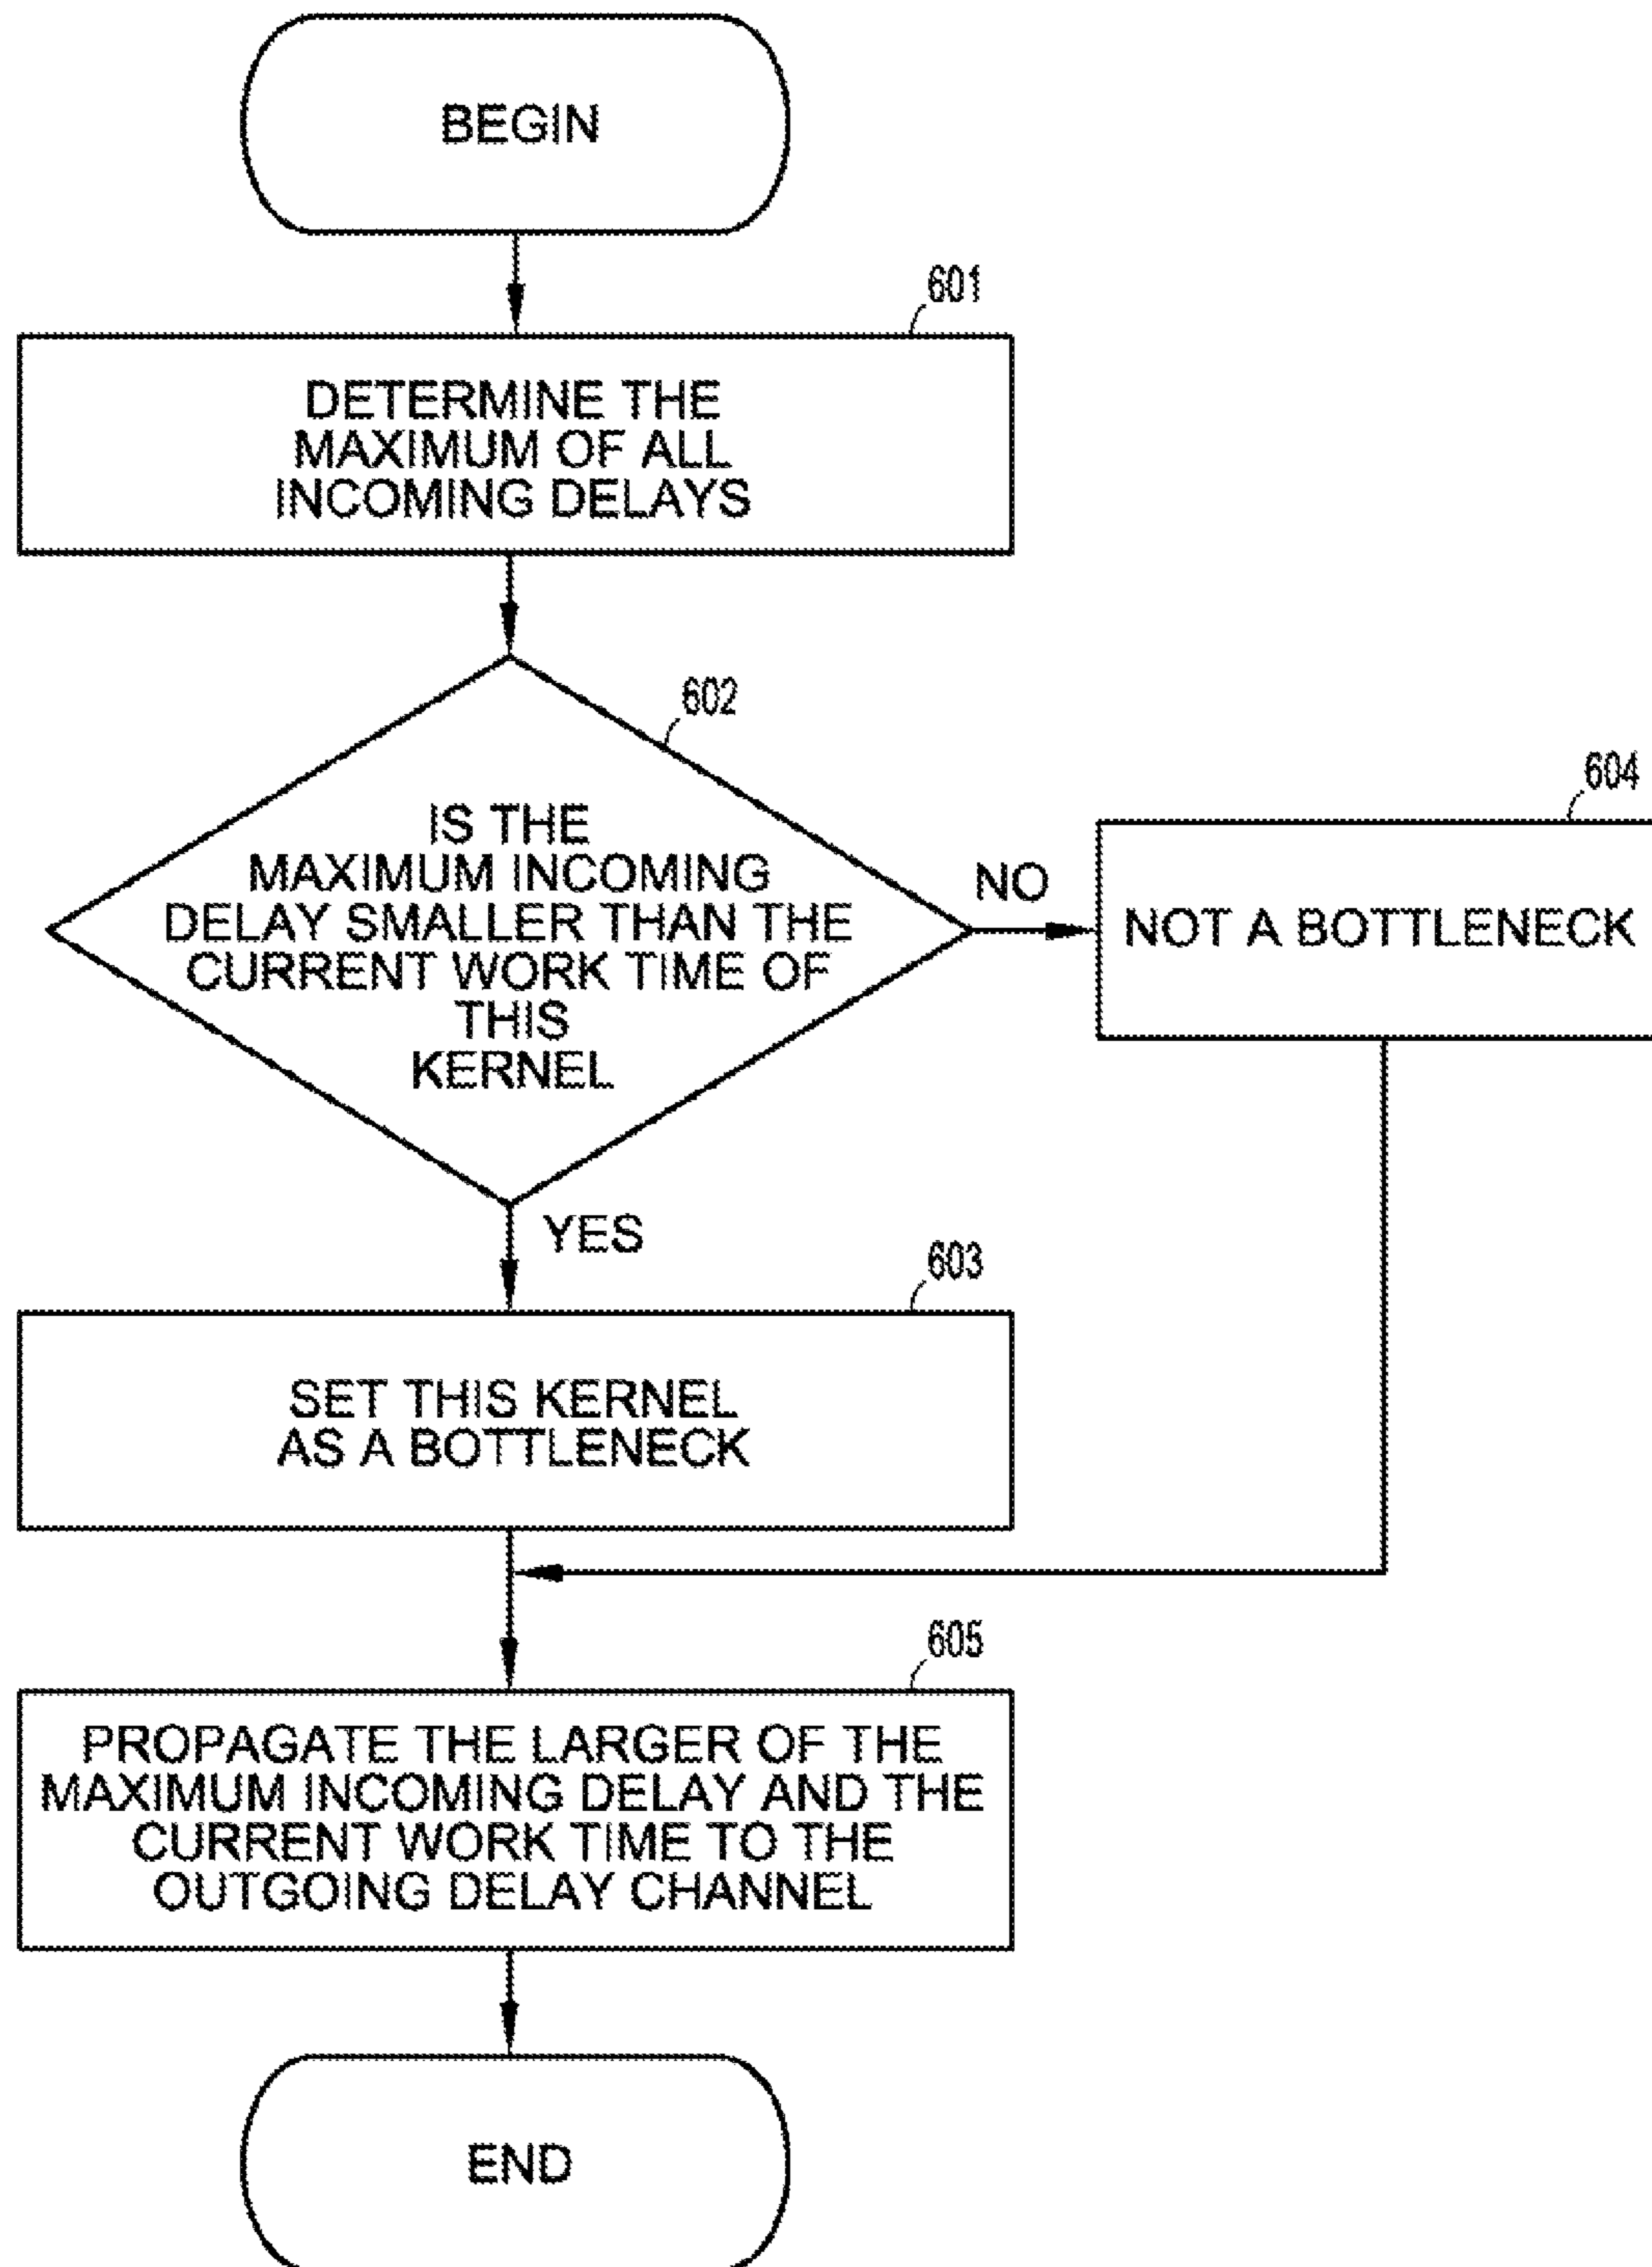 BEGIN
601
DETERMINE THE
MAXIMUM OF ALL
INCOMING DELAYS
602
IS THE
MAXIMUM INCOMING
DELAY SMALLER THAN THE
CURRENT WORK TIME OF
THIS
KERNEL
NO
604
NOT A BOTTLENECK
YES
603
SET THIS KERNEL
AS A BOTTLENECK
605
PROPAGATE THE LARGER OF THE
MAXIMUM INCOMING DELAY AND THE
CURRENT WORK TIME TO THE
OUTGOING DELAY CHANNEL
END